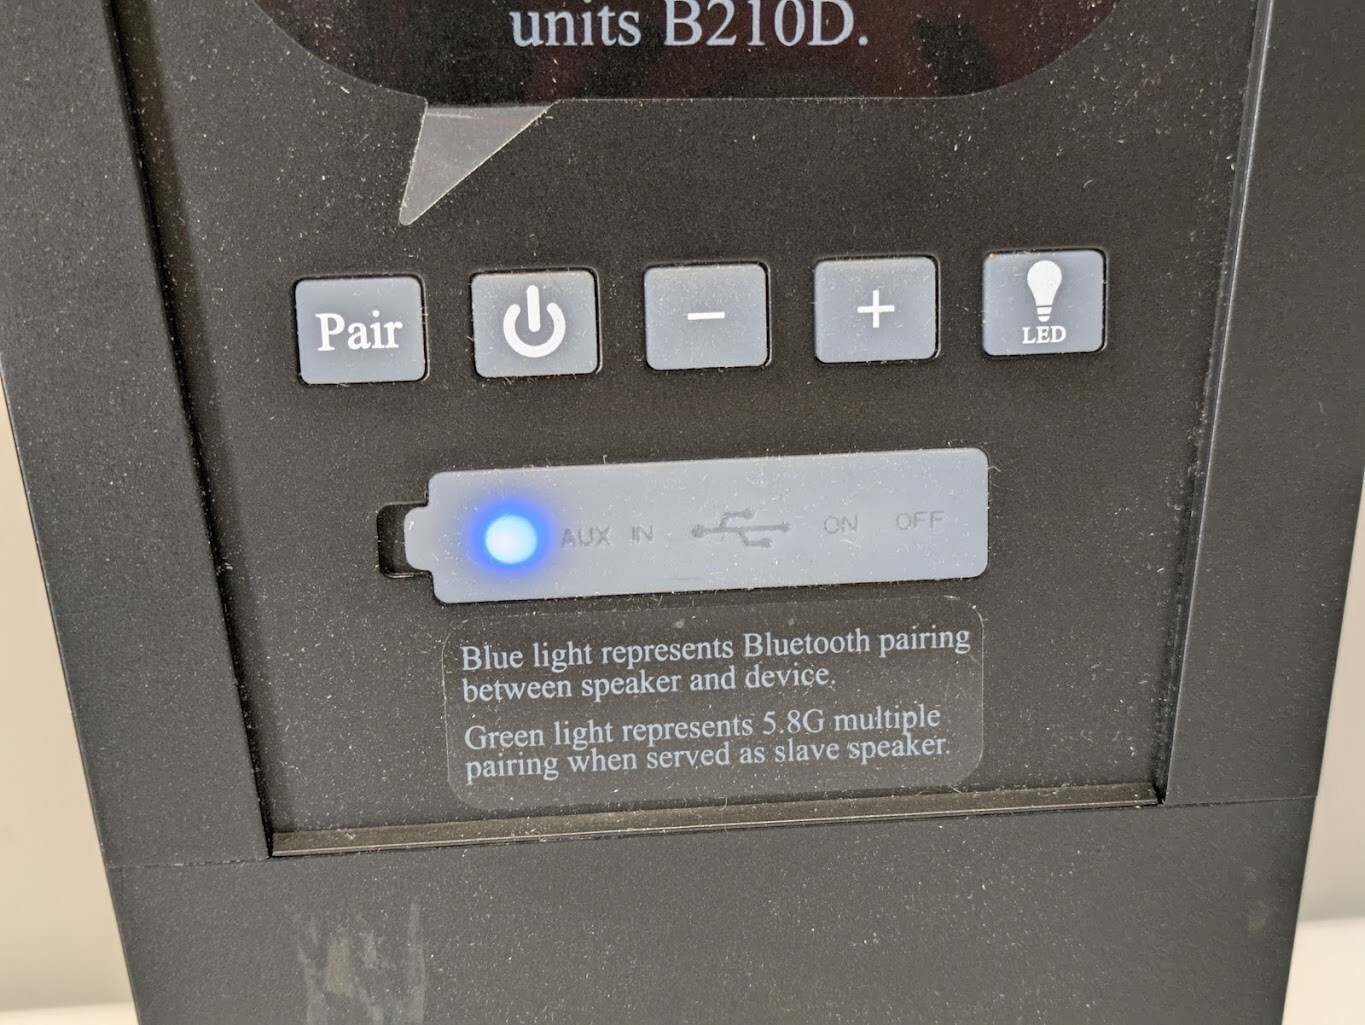 units B210D.
Pair
−
+
LED
AUX IN ON OFF
Blue light represents Bluetooth pairing
between speaker and device.
Green light represents 5.8G multiple
pairing when served as slave speaker.